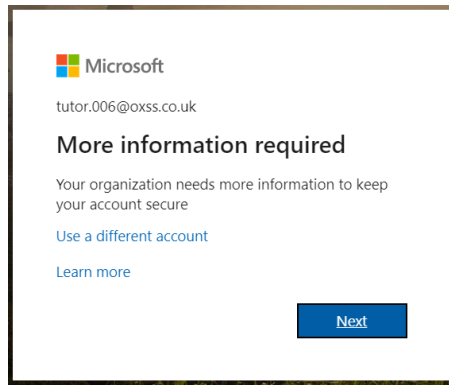 Microsoft
tutor.006@oxss.co.uk
More information required
Your organization needs more information to keep
your account secure
Use a different account
Learn more
Next